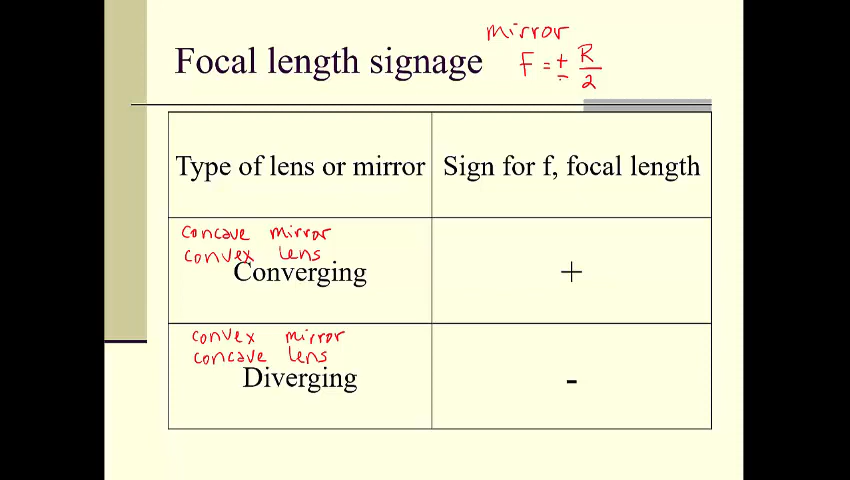 mirror
Focal length signage F = ± R/2
Type of lens or mirror Sign for f, focal length
concave mirror
convex lens
Converging +
convex mirror
concave lens
Diverging -